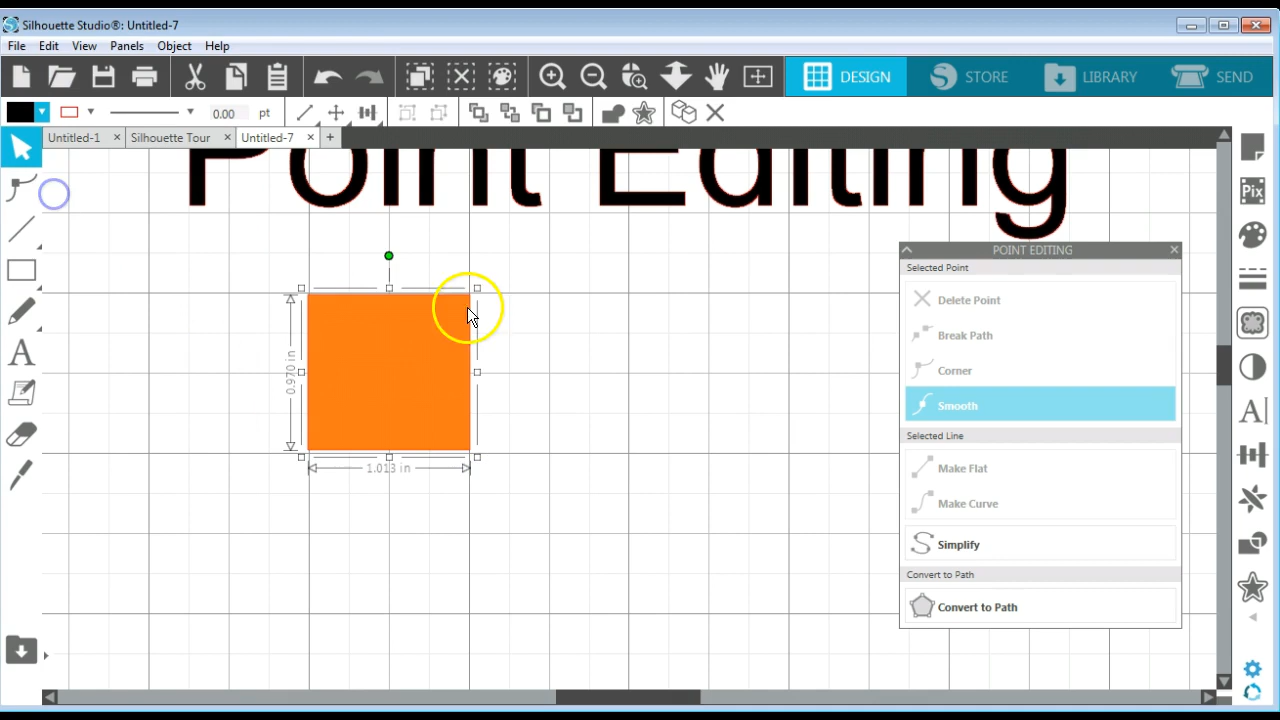 Silhouette Studio®: Untitled-7
File Edit View Panels Object Help
DESIGN STORE LIBRARY SEND
0.00 pt
Untitled-1 Silhouette Tour Untitled-7
Point Editing
POINT EDITING
Selected Point
Delete Point
Break Path
Corner
Smooth
Selected Line
Make Flat
Make Curve
Simplify
Convert to Path
Convert to Path
0.970 in
1.013 in
Pix
A
A